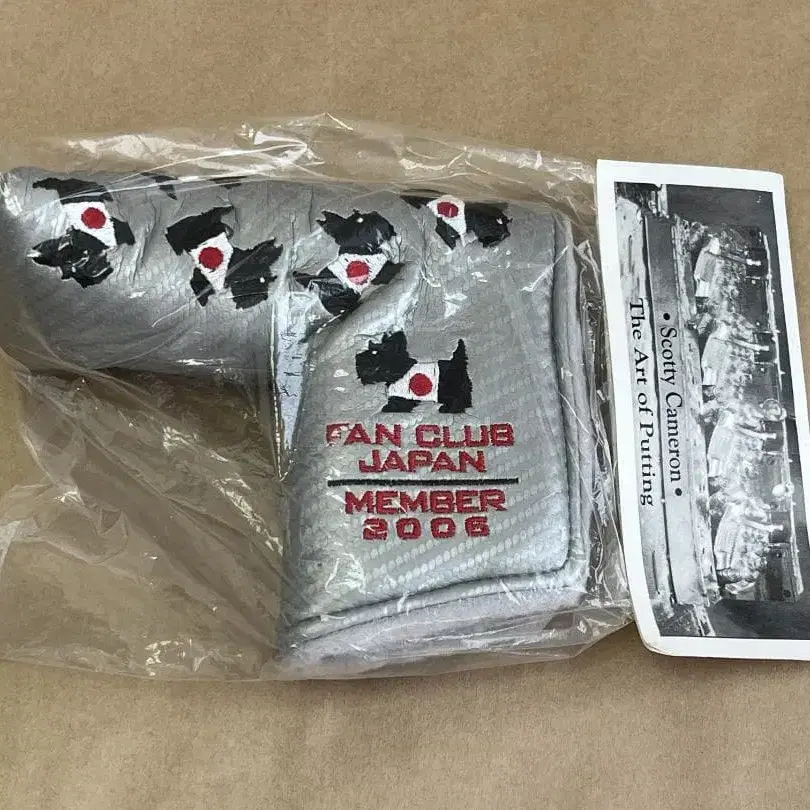 FAN CLUB
JAPAN
MEMBER
2006
• Scotty Cameron •
The Art of Putting